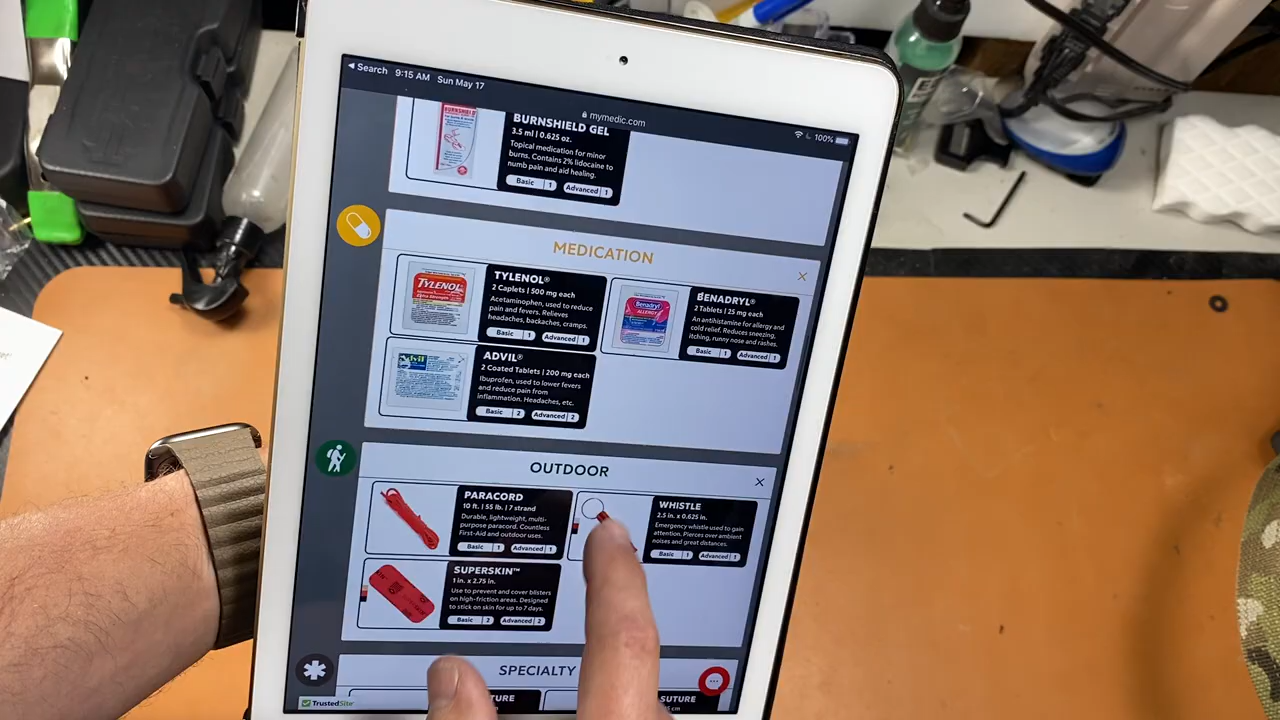 ◀ Search 9:15 AM Sun May 17
mymedic.com
100%
BURNSHIELD
BURNSHIELD GEL
3.5 ml | 0.625 oz.
Topical medication for minor
burns. Contains 2% lidocaine to
numb pain and aid healing.
Basic | 1 Advanced | 1
MEDICATION
TYLENOL
TYLENOL®
2 Caplets | 500 mg each
Acetaminophen, used to reduce
pain and fevers. Relieves
headaches, backaches, cramps.
Basic | 1 Advanced | 1
Benadryl
ALLERGY
BENADRYL®
2 Tablets | 25 mg each
An antihistamine for allergy and
cold relief. Reduces sneezing,
itching, runny nose and rashes.
Basic | 1 Advanced | 1
Advil
ADVIL®
2 Coated Tablets | 200 mg each
Ibuprofen, used to lower fevers
and reduce pain from
inflammation. Headaches, etc.
Basic | 2 Advanced | 2
OUTDOOR
PARACORD
10 ft. | 55 lb. | 7 strand
Durable, lightweight, multi-
purpose paracord. Countless
First-Aid and outdoor uses.
Basic | 1 Advanced | 1
WHISTLE
2.5 in. x 0.625 in.
Emergency whistle used to gain
attention. Pierces over ambient
noises and great distances.
Basic | 1 Advanced | 1
SUPERSKIN™
1 in. x 2.75 in.
Use to prevent and cover blisters
on high-friction areas. Designed
to stick on skin for up to 7 days.
Basic | 2 Advanced | 2
SPECIALTY
SUTURE
TrustedSite